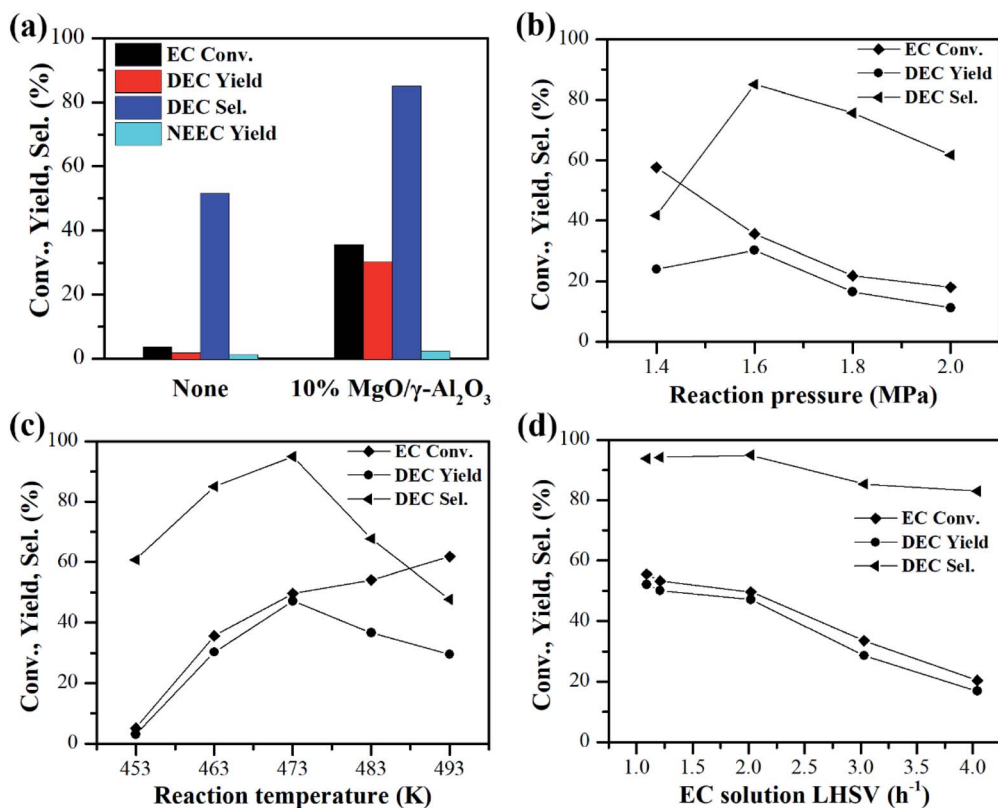 (a)
100
80
60
40
20
0
Conv., Yield, Sel. (%)
EC Conv.
DEC Yield
DEC Sel.
NEEC Yield
None
10% MgO/γ-Al₂O₃
(b)
100
80
60
40
20
0
Conv., Yield, Sel. (%)
EC Conv.
DEC Yield
DEC Sel.
1.4 1.6 1.8 2.0
Reaction pressure (MPa)
(c)
100
80
60
40
20
0
Conv., Yield, Sel. (%)
EC Conv.
DEC Yield
DEC Sel.
453 463 473 483 493
Reaction temperature (K)
(d)
100
80
60
40
20
0
Conv., Yield, Sel. (%)
EC Conv.
DEC Yield
DEC Sel.
1.0 1.5 2.0 2.5 3.0 3.5 4.0
EC solution LHSV (h⁻¹)